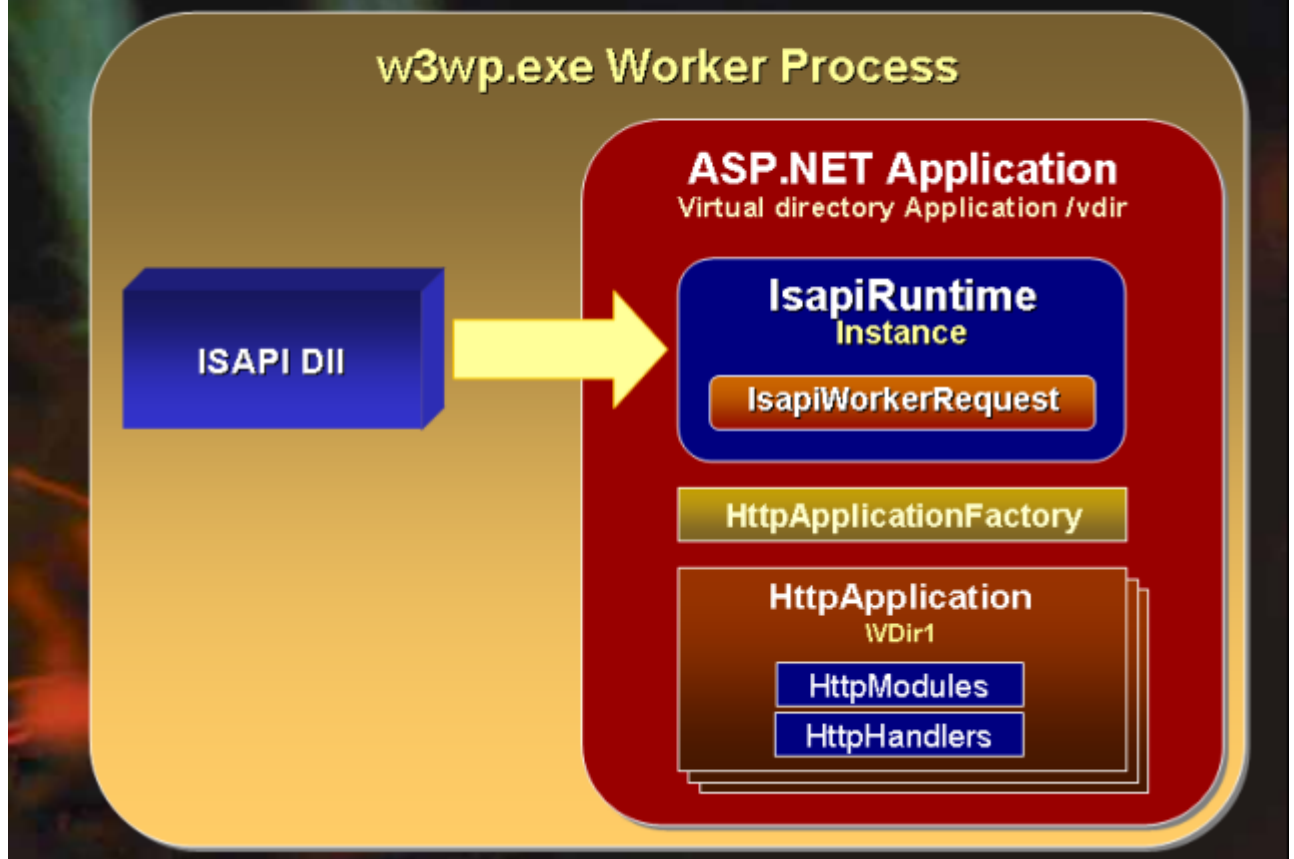 w3wp.exe Worker Process
ASP.NET Application
Virtual directory Application /vdir
ISAPI Dll
IsapiRuntime
Instance
IsapiWorkerRequest
HttpApplicationFactory
HttpApplication
\VDir1
HttpModules
HttpHandlers